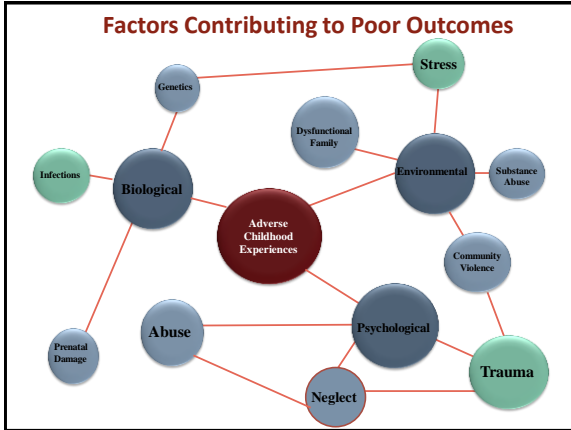 Factors Contributing to Poor Outcomes
Stress
Genetics
Dysfunctional
Family
Infections
Biological
Environmental
Substance
Abuse
Adverse
Childhood
Experiences
Community
Violence
Abuse
Psychological
Prenatal
Damage
Trauma
Neglect